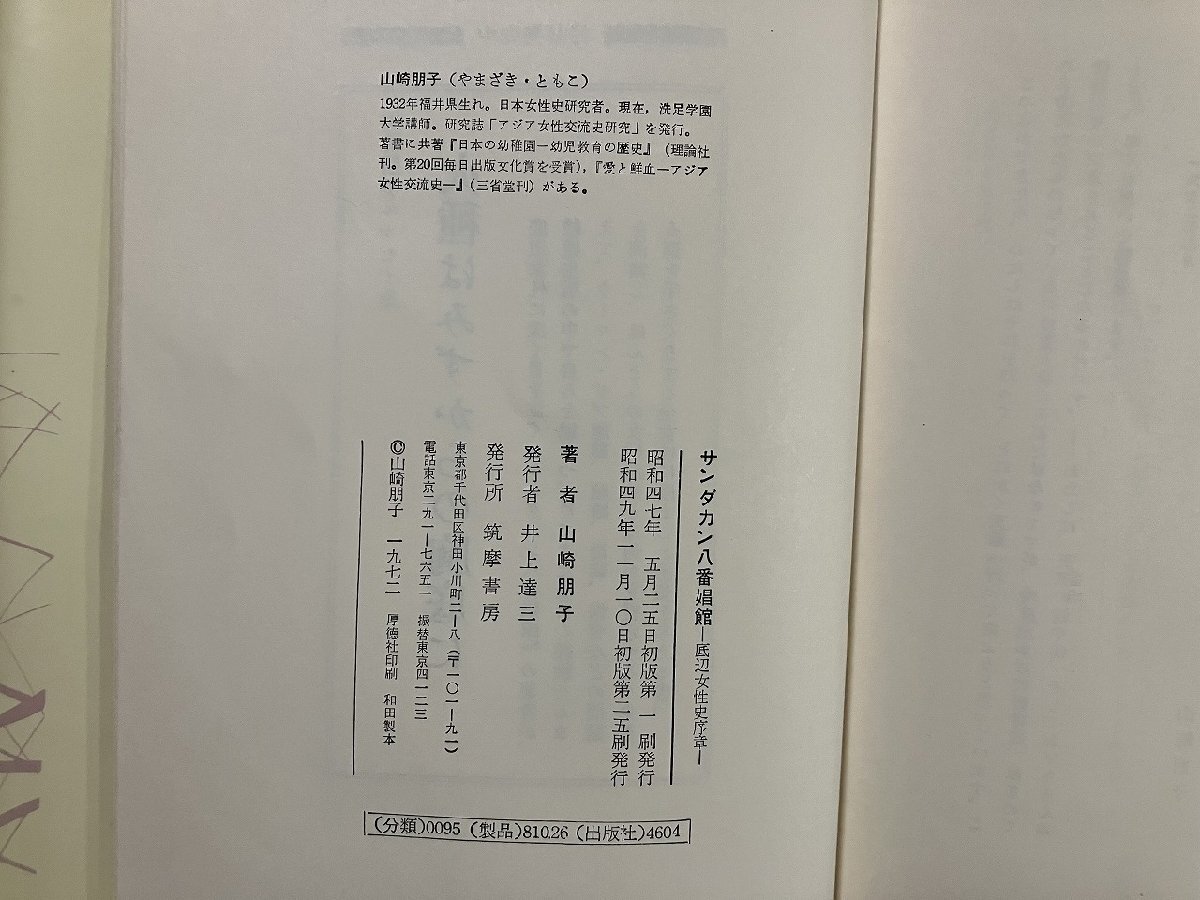 山崎朋子(やまざき・ともこ)
1932年福井県生れ。日本女性史研究者。現在，洗足学園
大学講師。研究誌「アジア女性交流史研究」を発行。
著書に共著『日本の幼稚園―幼児教育の歴史』(理論社
刊。第20回毎日出版文化賞を受賞)，『愛と鮮血―アジア
女性交流史―』(三省堂刊)がある。
サンダカン八番娼館―底辺女性史序章―
昭和四七年 五月二五日初版第一刷発行
昭和四九年一一月一〇日初版第二五刷発行
著者 山崎朋子
発行者 井上達三
発行所 筑摩書房
東京都千代田区神田小川町二―八(〒一〇一―九一)
電話東京二九一―七六五一 振替東京四一二三
©山崎朋子 一九七二 厚徳社印刷 和田製本
(分類)0095 (製品)81026 (出版社)4604